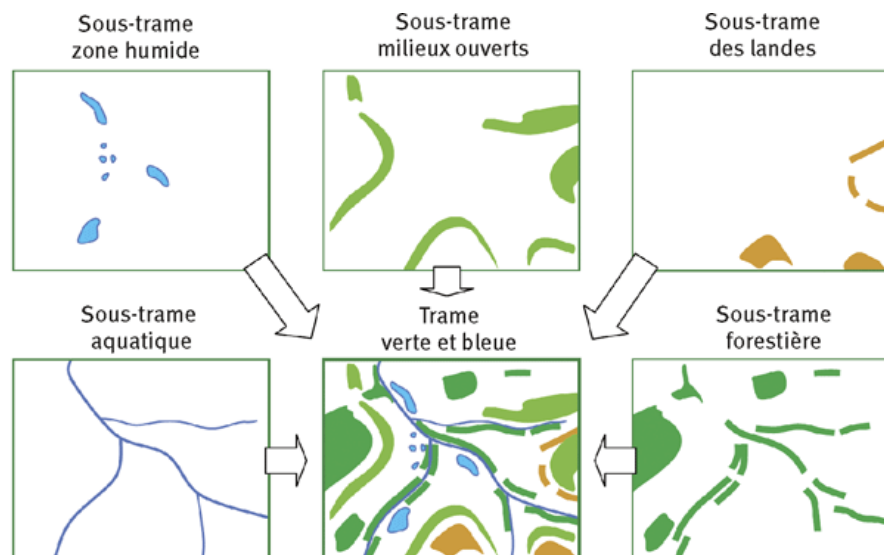 Sous-trame
zone humide
Sous-trame
milieux ouverts
Sous-trame
des landes
Sous-trame
aquatique
Trame
verte et bleue
Sous-trame
forestière